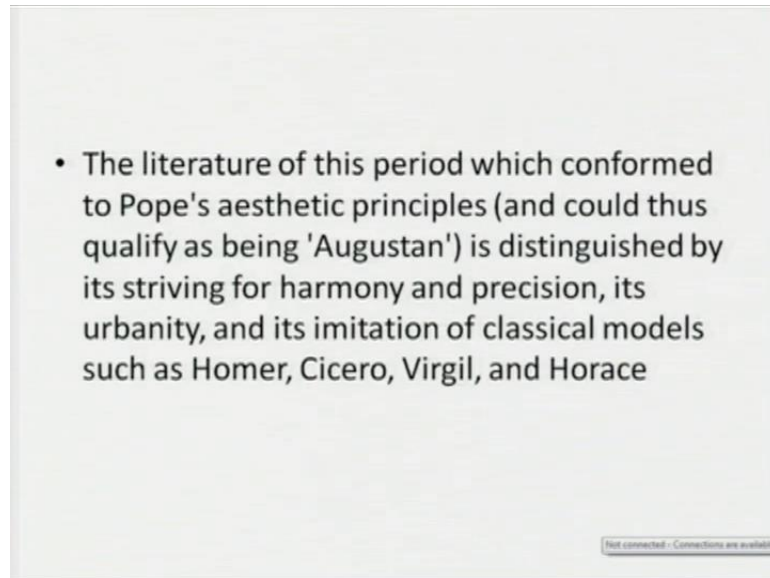 • The literature of this period which conformed
to Pope's aesthetic principles (and could thus
qualify as being 'Augustan') is distinguished by
its striving for harmony and precision, its
urbanity, and its imitation of classical models
such as Homer, Cicero, Virgil, and Horace
Not connected - Connections are availabl